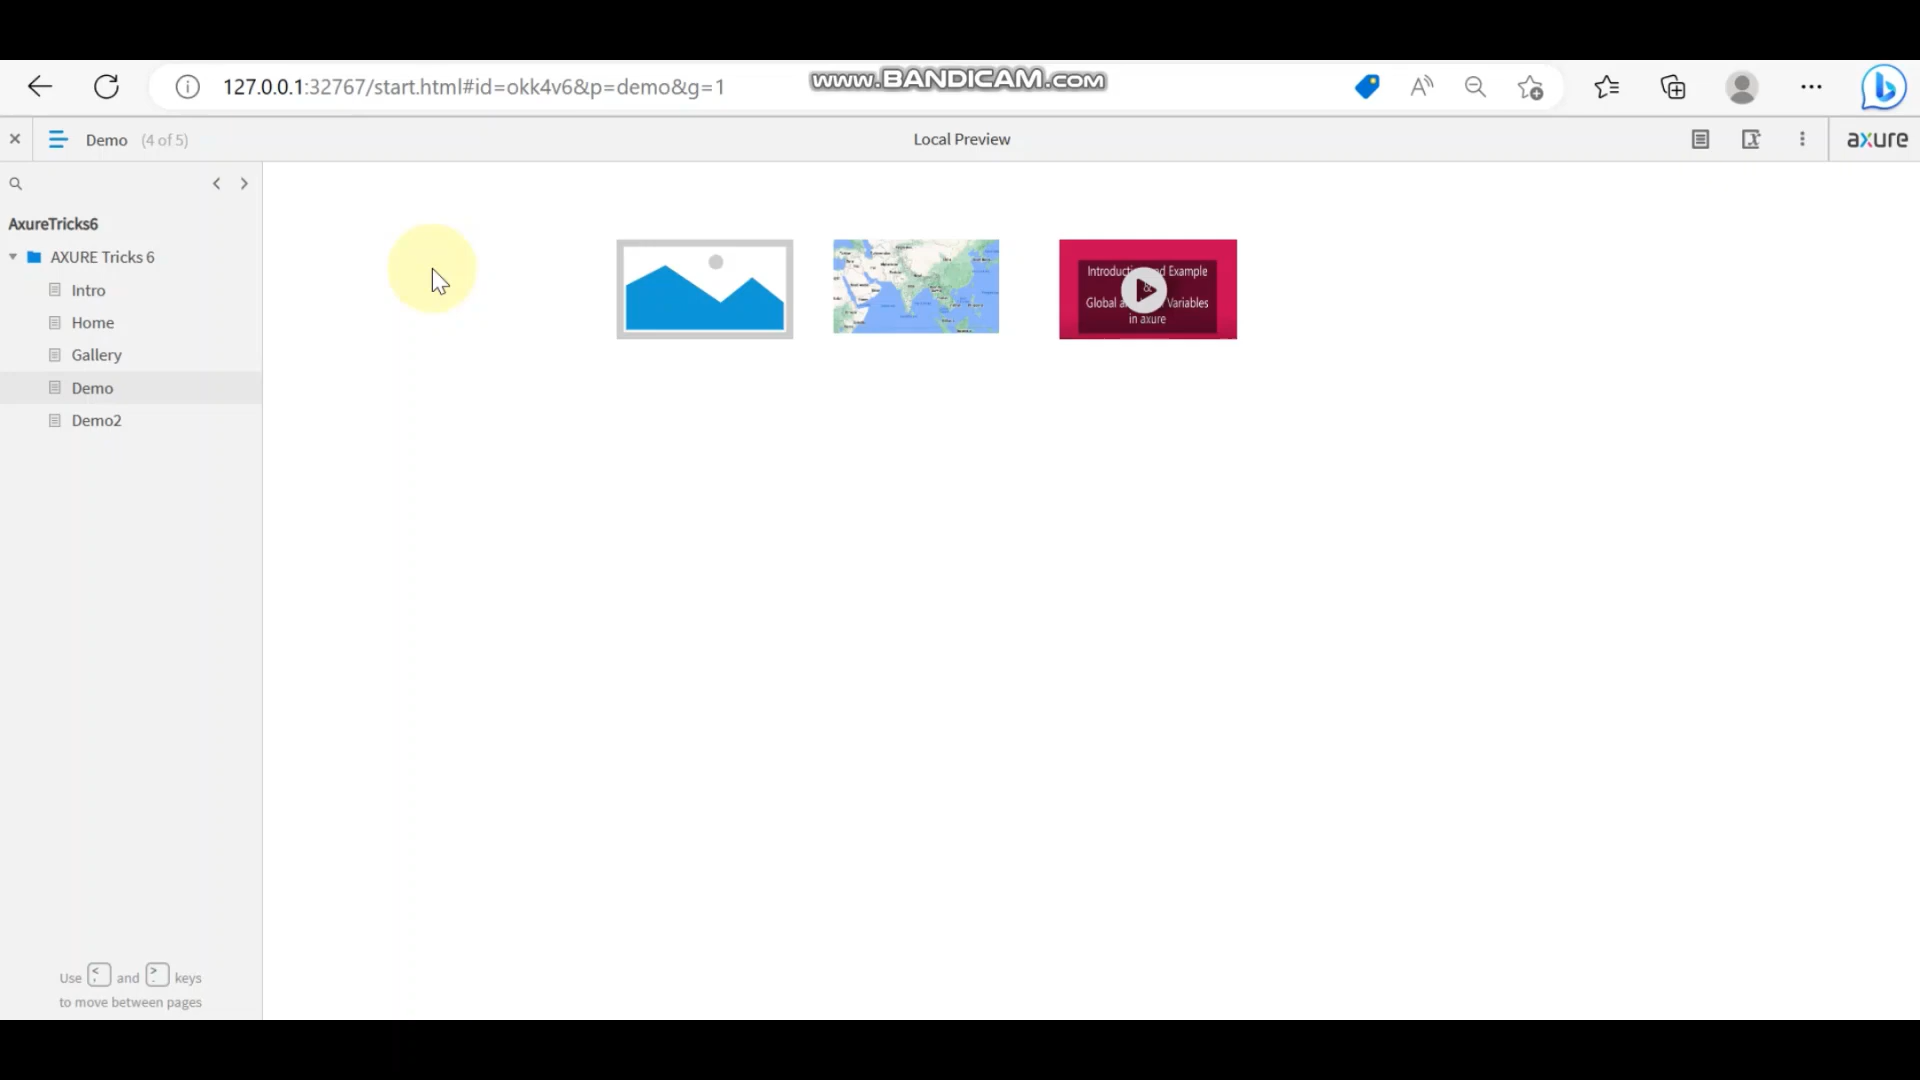 127.0.0.1:32767/start.html#id=okk4v6&p=demo&g=1
www.BANDICAM.com
Demo (4 of 5)
Local Preview
axure
AxureTricks6
AXURE Tricks 6
Intro
Home
Gallery
Demo
Demo2
Introduction and Example
&
Global a Variables
in axure
Use < , and > . keys
to move between pages